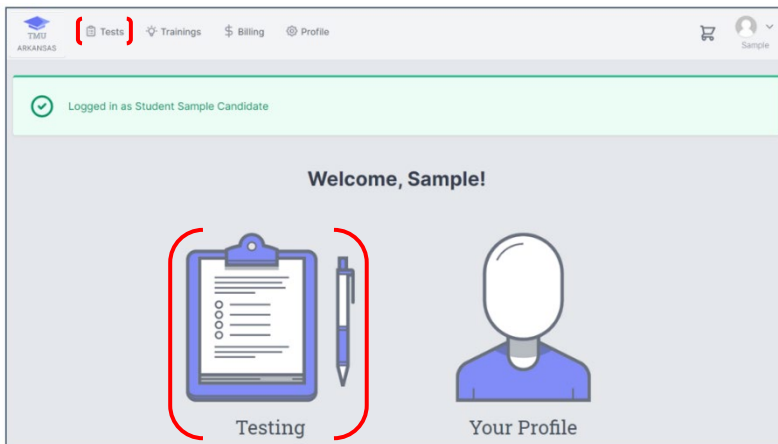 TMU
ARKANSAS
Tests Trainings $ Billing Profile
Sample
Logged in as Student Sample Candidate
Welcome, Sample!
Testing Your Profile